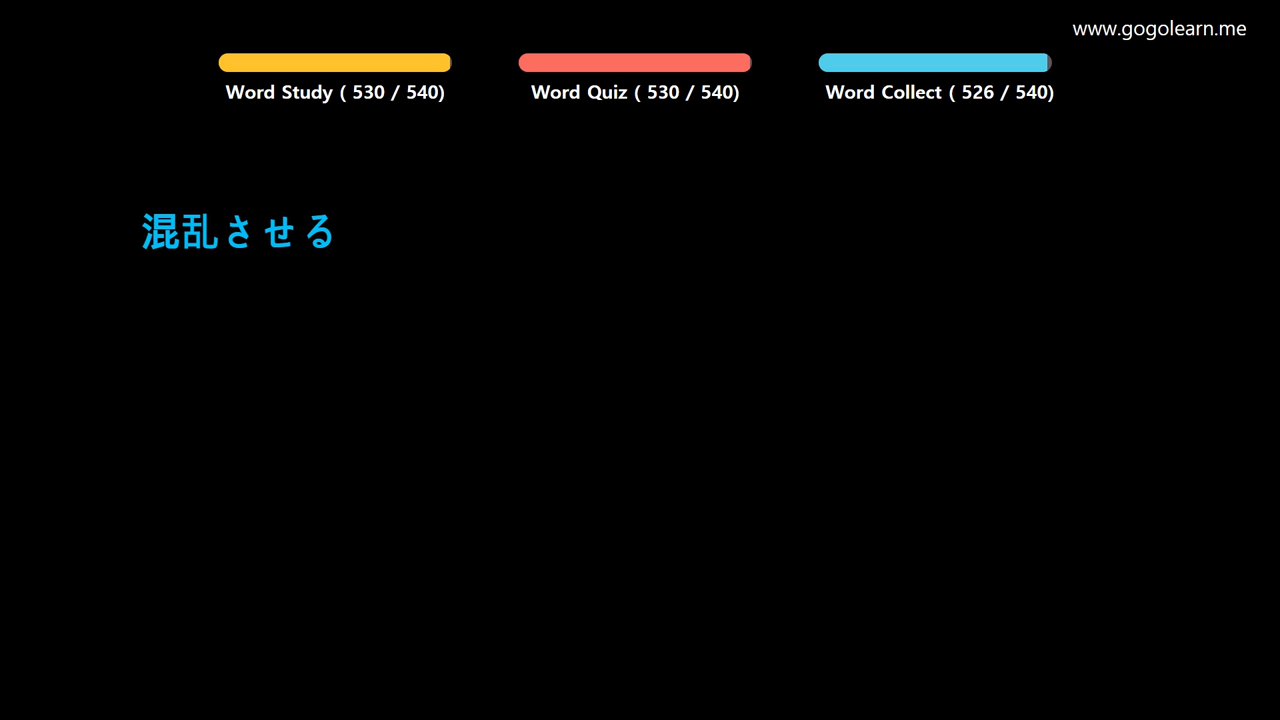 www.gogolearn.me
Word Study ( 530 / 540)
Word Quiz ( 530 / 540)
Word Collect ( 526 / 540)
混乱させる